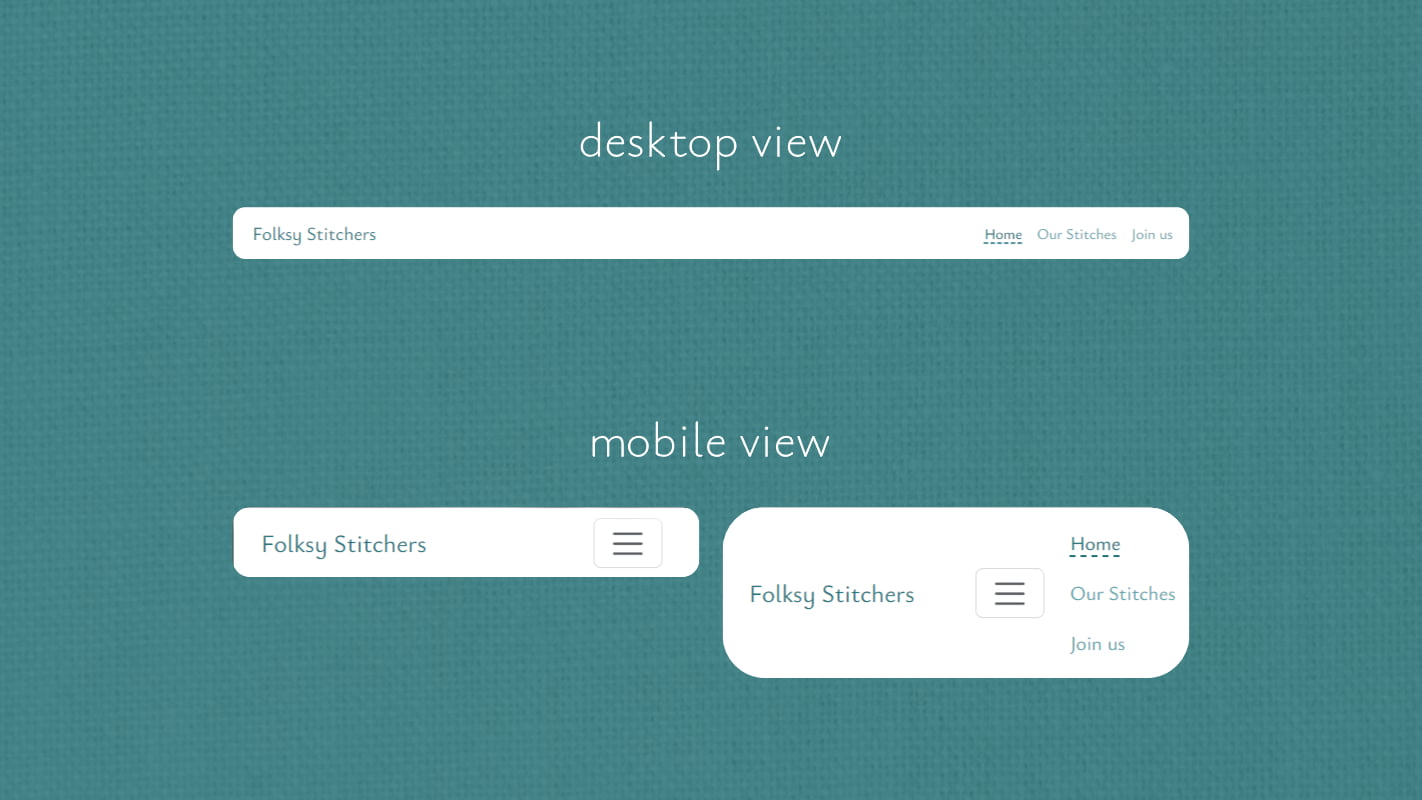 desktop view
Folksy Stitchers Home Our Stitches Join us
mobile view
Folksy Stitchers
Folksy Stitchers
Home
Our Stitches
Join us